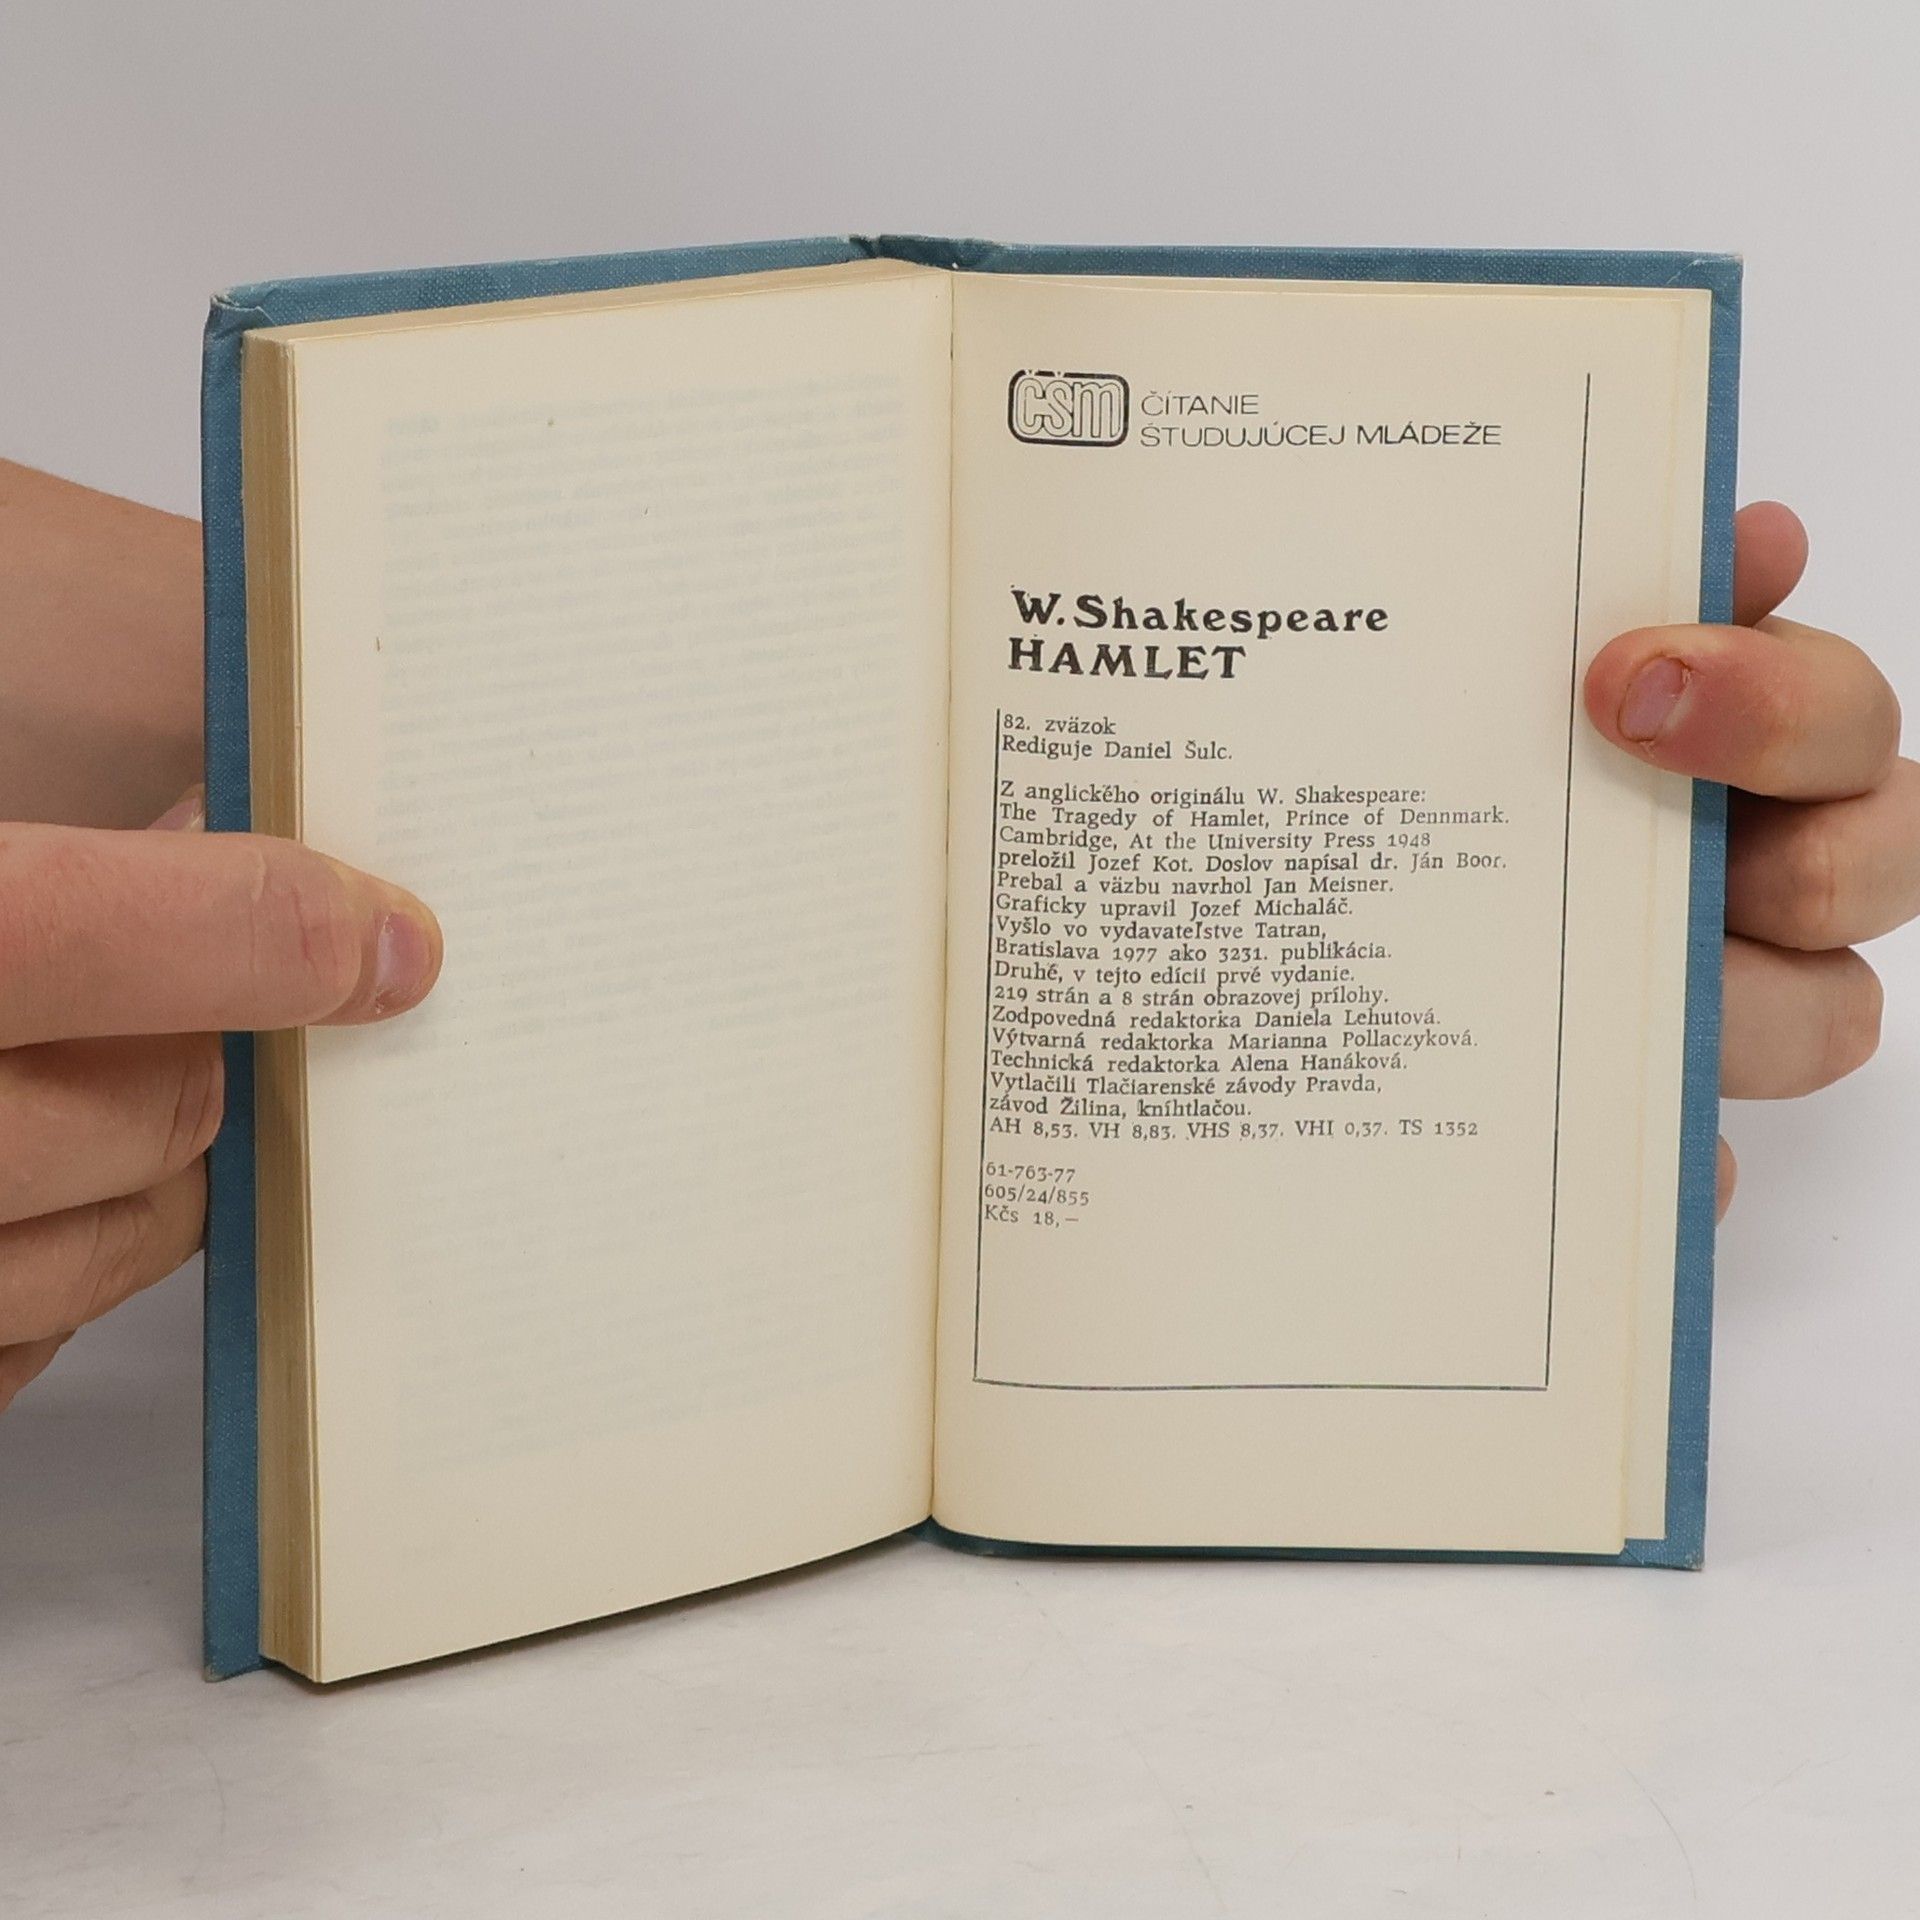 čšm
ČÍTANIE
ŠTUDUJÚCEJ MLÁDEŽE
W. Shakespeare
HAMLET
82. zväzok
Rediguje Daniel Šulc.
Z anglického originálu W. Shakespeare:
The Tragedy of Hamlet, Prince of Dennmark.
Cambridge, At the University Press 1948
preložil Jozef Kot. Doslov napísal dr. Ján Boor.
Prebal a väzbu navrhol Jan Meisner.
Graficky upravil Jozef Michaláč.
Vyšlo vo vydavateľstve Tatran,
Bratislava 1977 ako 3231. publikácia.
Druhé, v tejto edícii prvé vydanie.
219 strán a 8 strán obrazovej prílohy.
Zodpovedná redaktorka Daniela Lehutová.
Výtvarná redaktorka Marianna Pollaczyková.
Technická redaktorka Alena Hanáková.
Vytlačili Tlačiarenské závody Pravda,
závod Žilina, kníhtlačou.
AH 8,53. VH 8,83. VHS 8,37. VHI 0,37. TS 1352
61-763-77
605/24/855
Kčs 18,—